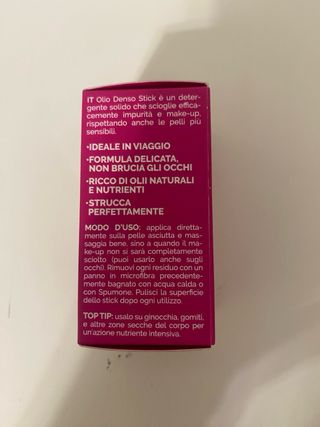 IT Olio Denso Stick è un deter-
gente solido che scioglie effica-
cemente impurità e make-up,
rispettando anche le pelli più
sensibili.
•IDEALE IN VIAGGIO
•FORMULA DELICATA,
NON BRUCIA GLI OCCHI
•RICCO DI OLII NATURALI
E NUTRIENTI
•STRUCCA
PERFETTAMENTE
MODO D'USO: applica diretta-
mente sulla pelle asciutta e mas-
saggia bene, sino a quando il ma-
ke-up non si sarà completamente
sciolto (puoi usarlo anche sugli
occhi). Rimuovi ogni residuo con un
panno in microfibra precedente-
mente bagnato con acqua calda o
con Spumone. Pulisci la superficie
dello stick dopo ogni utilizzo.
TOP TIP: usalo su ginocchia, gomiti,
e altre zone secche del corpo per
un'azione nutriente intensiva.